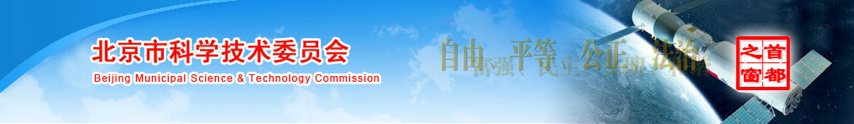 北京市科学技术委员会
Beijing Municipal Science & Technology Commission
自由 平等 公正 法治
首都
之窗